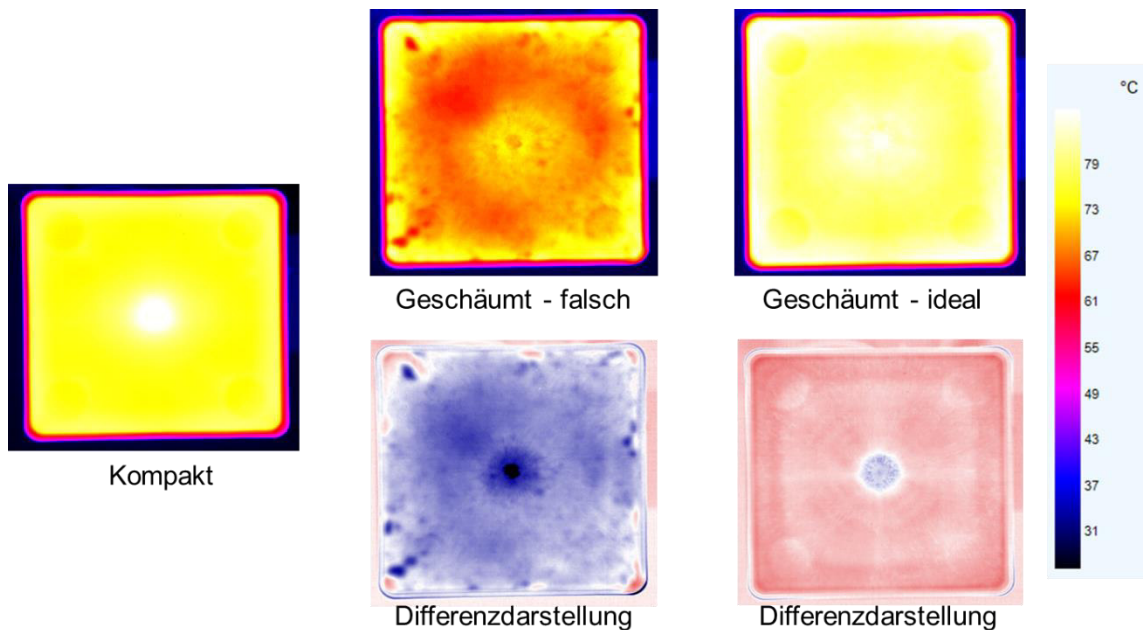 Kompakt
Geschäumt - falsch
Geschäumt - ideal
Differenzdarstellung
Differenzdarstellung
°C
79
73
67
61
55
49
43
37
31